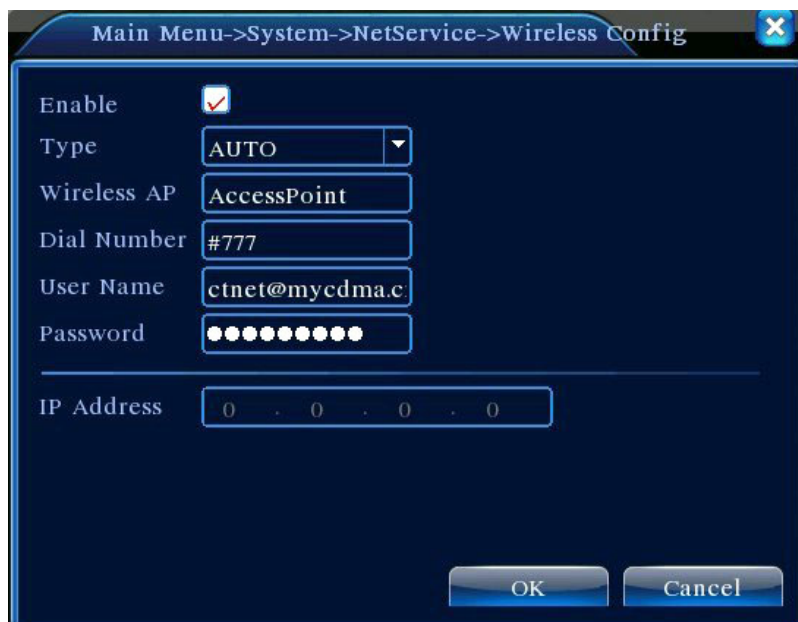 Main Menu->System->NetService->Wireless Config
Enable
Type AUTO
Wireless AP AccessPoint
Dial Number #777
User Name ctnet@mycdma.c
Password ●●●●●●●●●
IP Address 0 . 0 . 0 . 0
OK Cancel